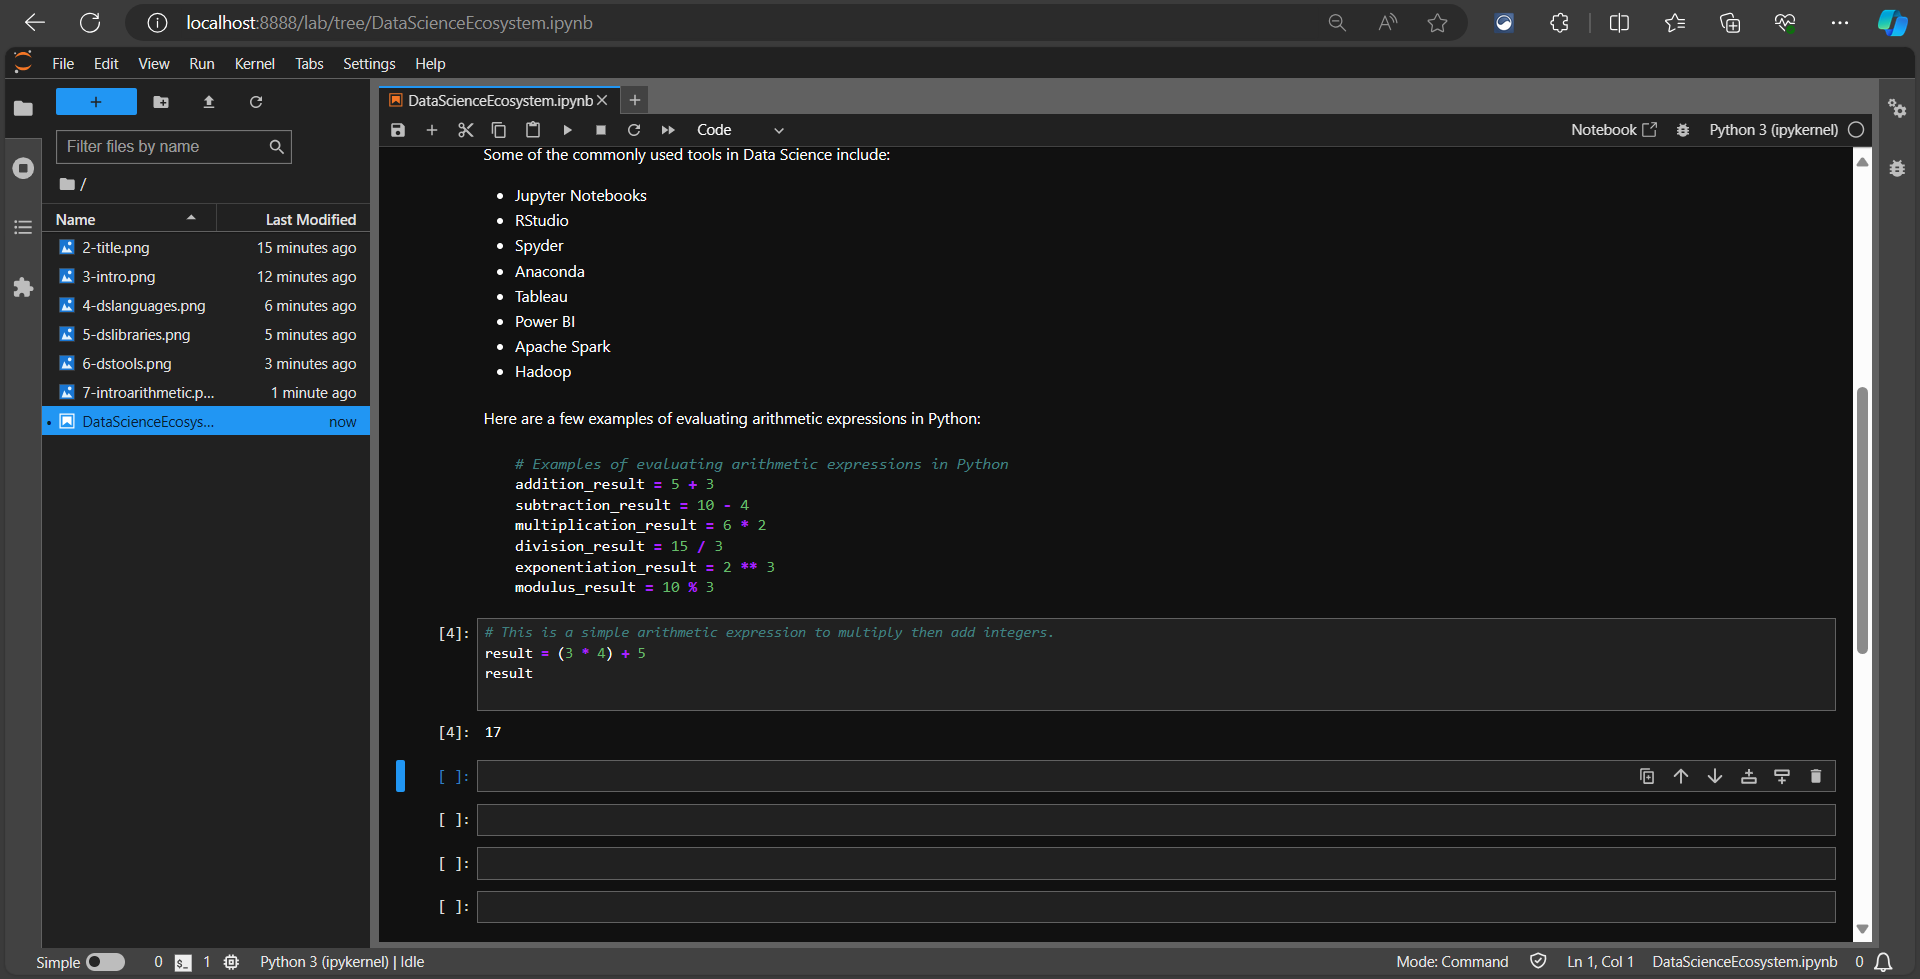 localhost:8888/lab/tree/DataScienceEcosystem.ipynb
File Edit View Run Kernel Tabs Settings Help
Filter files by name
/
Name Last Modified
2-title.png 15 minutes ago
3-intro.png 12 minutes ago
4-dslanguages.png 6 minutes ago
5-dslibraries.png 5 minutes ago
6-dstools.png 3 minutes ago
7-introarithmetic.p... 1 minute ago
DataScienceEcosys... now
DataScienceEcosystem.ipynb
Code
Notebook
Python 3 (ipykernel)
Some of the commonly used tools in Data Science include:
• Jupyter Notebooks
• RStudio
• Spyder
• Anaconda
• Tableau
• Power BI
• Apache Spark
• Hadoop
Here are a few examples of evaluating arithmetic expressions in Python:
# Examples of evaluating arithmetic expressions in Python
addition_result = 5 + 3
subtraction_result = 10 - 4
multiplication_result = 6 * 2
division_result = 15 / 3
exponentiation_result = 2 ** 3
modulus_result = 10 % 3
[4]: # This is a simple arithmetic expression to multiply then add integers.
result = (3 * 4) + 5
result
[4]: 17
[ ]:
[ ]:
[ ]:
[ ]:
Simple 0 $_ 1 Python 3 (ipykernel) | Idle
Mode: Command Ln 1, Col 1 DataScienceEcosystem.ipynb 0